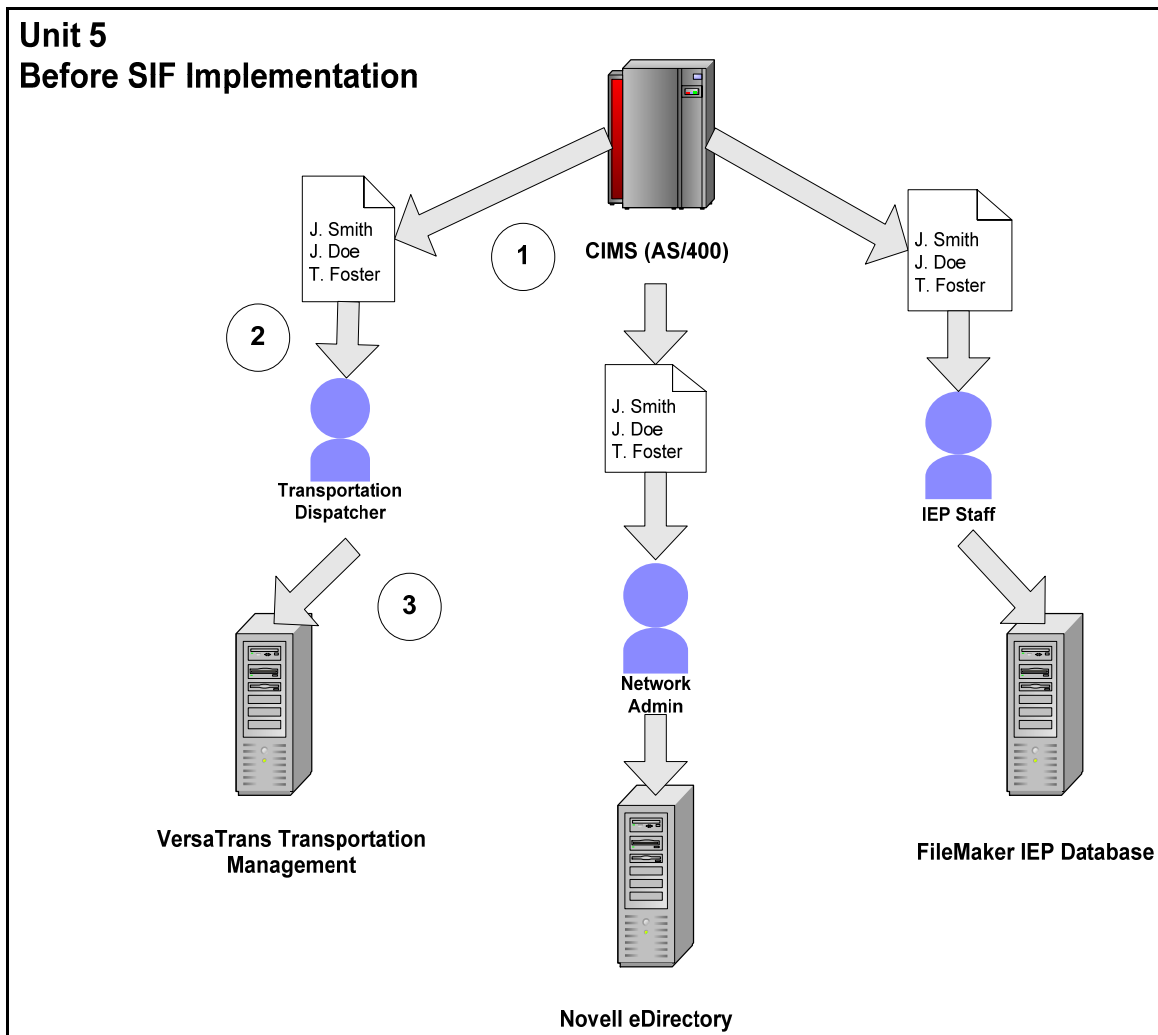 Unit 5
Before SIF Implementation
J. Smith
J. Doe
T. Foster
1
CIMS (AS/400)
J. Smith
J. Doe
T. Foster
2
J. Smith
J. Doe
T. Foster
Transportation
Dispatcher
IEP Staff
3
Network
Admin
VersaTrans Transportation
Management
FileMaker IEP Database
Novell eDirectory